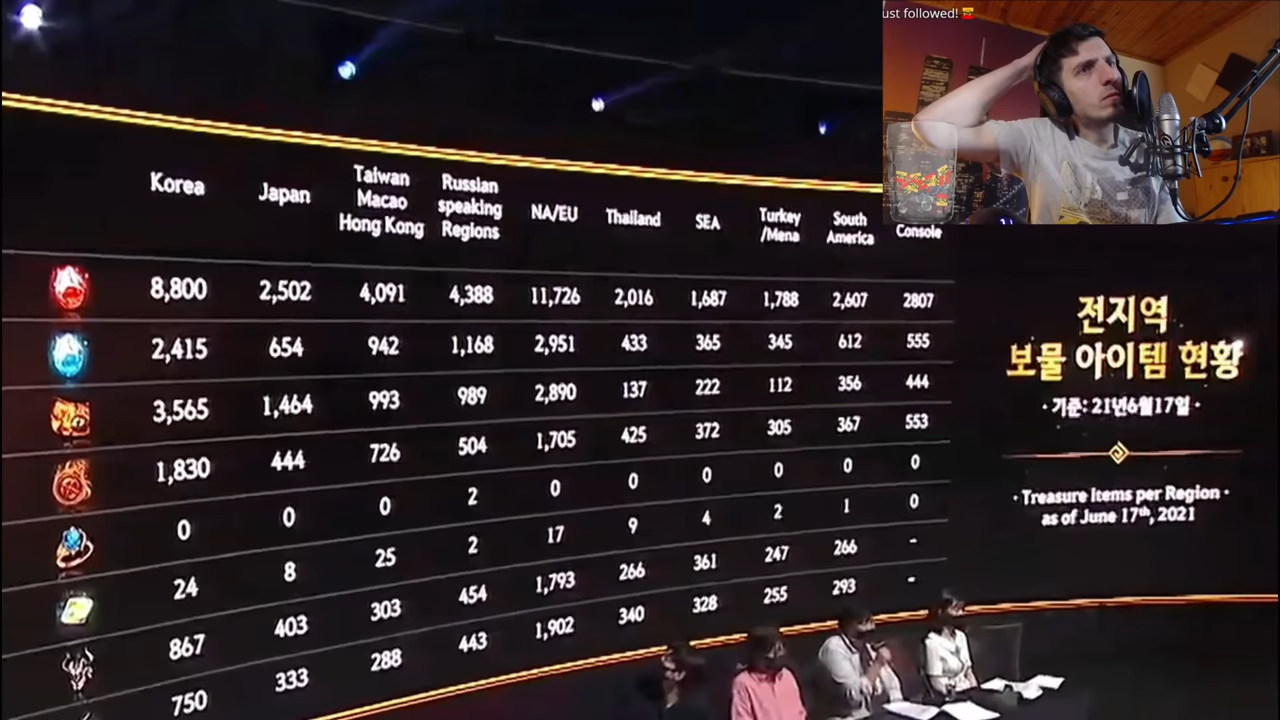 ust followed!
Korea
Japan
Taiwan
Macao
Hong Kong
Russian
speaking
Regions
NA/EU
Thailand
SEA
Turkey
/Mena
South
America
Console
8,800 2,502 4,091 4,388 11,726 2,016 1,687 1,788 2,607 2807
2,415 654 942 1,168 2,951 433 365 345 612 555
3,565 1,464 993 989 2,890 137 222 112 356 444
1,830 444 726 504 1,705 425 372 305 367 553
0 0 0 2 0 0 0 0 0 0
24 8 25 2 17 9 4 2 1 0
867 403 303 454 1,793 266 361 247 266 -
750 333 288 443 1,902 340 328 255 293 -
전지역
보물 아이템 현황
· 기준: 21년6월17일 ·
· Treasure Items per Region ·
as of June 17th, 2021